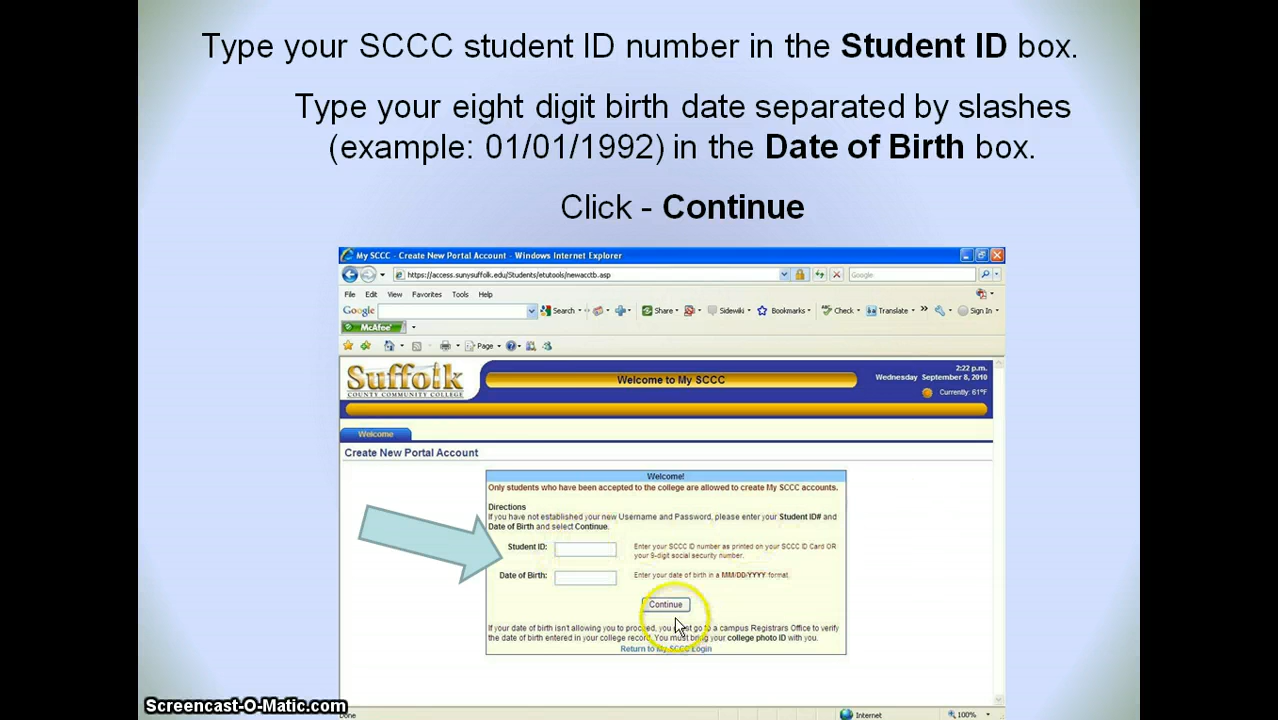 Type your SCCC student ID number in the Student ID box.
Type your eight digit birth date separated by slashes
(example: 01/01/1992) in the Date of Birth box.
Click - Continue
My SCCC - Create New Portal Account - Windows Internet Explorer
https://access.sunysuffolk.edu/Students/etutools/newacctb.asp
Google
File Edit View Favorites Tools Help
Google Search Share Sidewiki Bookmarks Check Translate » Sign In
McAfee
Page
Suffolk
COUNTY COMMUNITY COLLEGE
Welcome to My SCCC
2:22 p.m.
Wednesday September 8, 2010
Currently: 61°F
Welcome
Create New Portal Account
Welcome!
Only students who have been accepted to the college are allowed to create My SCCC accounts.
Directions
If you have not established your new Username and Password, please enter your Student ID# and
Date of Birth and select Continue.
Student ID:
Enter your SCCC ID number as printed on your SCCC ID Card OR
your 9-digit social security number.
Date of Birth:
Enter your date of birth in a MM/DD/YYYY format.
Continue
If your date of birth isn't allowing you to proceed, you must go to a campus Registrars Office to verify
the date of birth entered in your college record. You must bring your college photo ID with you.
Return to My SCCC Login
Screencast-O-Matic.com
Done
Internet
100%